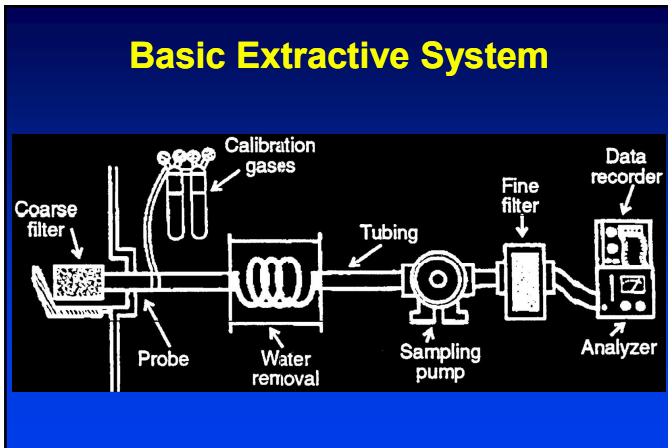 Basic Extractive System
Calibration
gases
Data
recorder
Fine
filter
Coarse
filter
Tubing
Probe
Water
removal
Sampling
pump
Analyzer